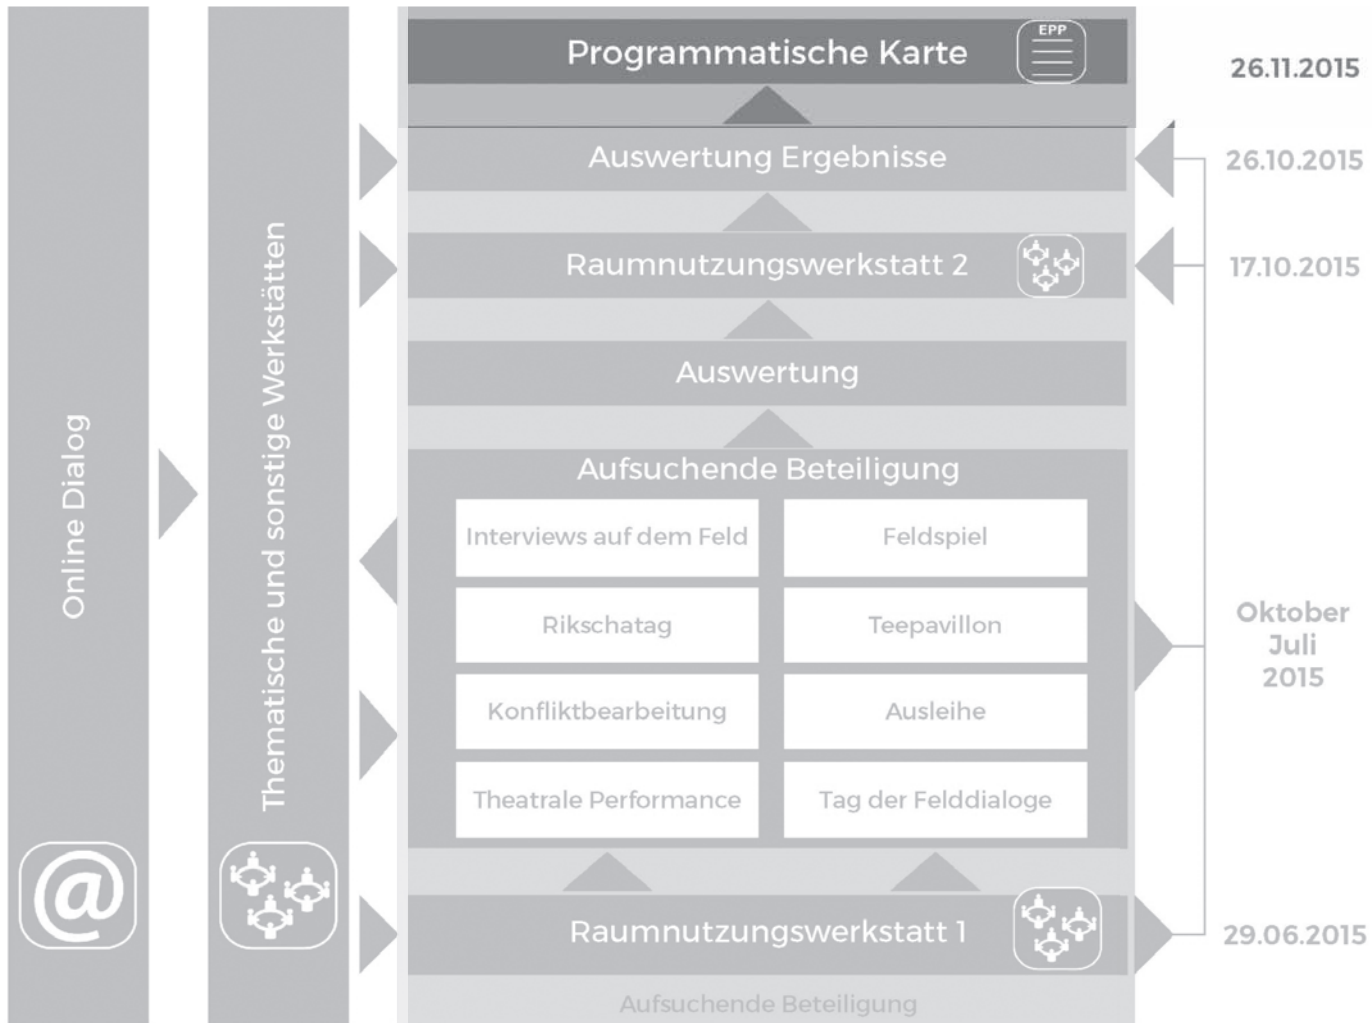 Programmatische Karte
EPP
26.11.2015
Auswertung Ergebnisse
26.10.2015
Raumnutzungswerkstatt 2
17.10.2015
Auswertung
Aufsuchende Beteiligung
Interviews auf dem Feld
Feldspiel
Rikschatag
Teepavillon
Konfliktbearbeitung
Ausleihe
Theatrale Performance
Tag der Felddialoge
Oktober
Juli
2015
Raumnutzungswerkstatt 1
29.06.2015
Aufsuchende Beteiligung
Online Dialog
@
Thematische und sonstige Werkstätten